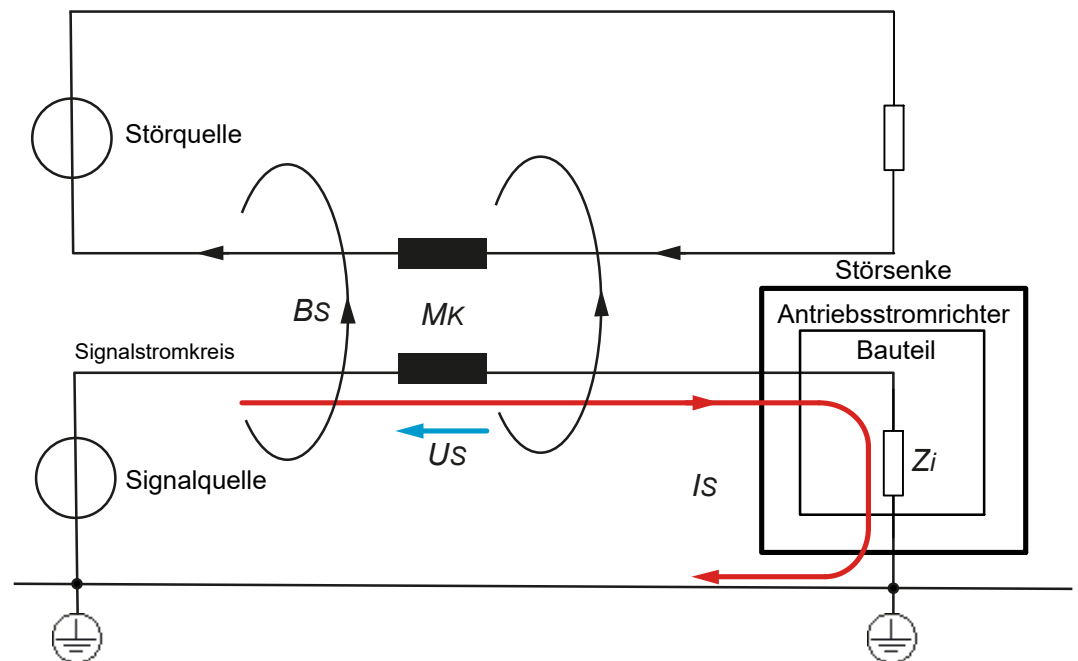 Störquelle
Störsenke
BS
MK
Antriebsstromrichter
Bauteil
Signalstromkreis
US
Zi
Signalquelle
IS